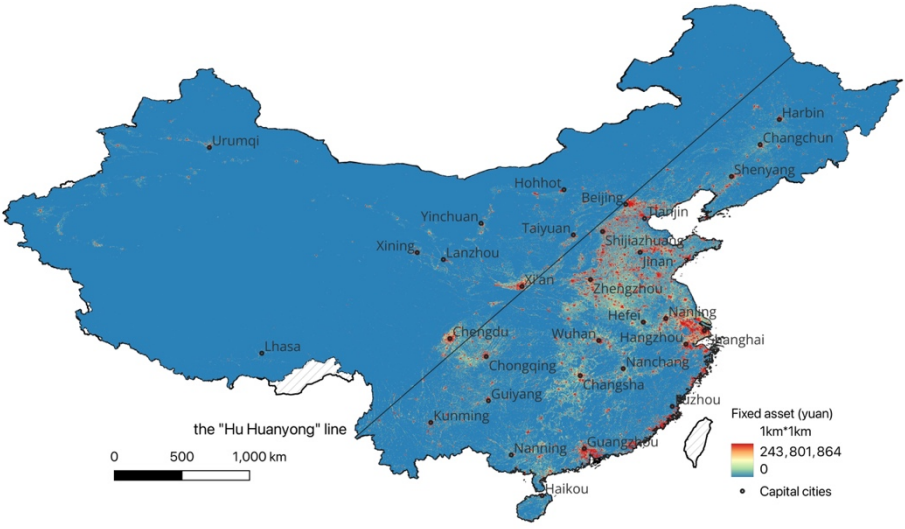 Harbin
Changchun
Urumqi
Shenyang
Hohhot
Beijing
Tianjin
Yinchuan
Taiyuan
Shijiazhuang
Xining
Lanzhou
Jinan
Xi'an
Zhengzhou
Hefei
Nanjing
Chengdu
Wuhan
Hangzhou
Shanghai
Lhasa
Chongqing
Nanchang
Changsha
Guiyang
Fuzhou
Kunming
the "Hu Huanyong" line
Nanning
Guangzhou
Haikou
0
500
1,000 km
Fixed asset (yuan)
1km*1km
243,801,864
0
Capital cities